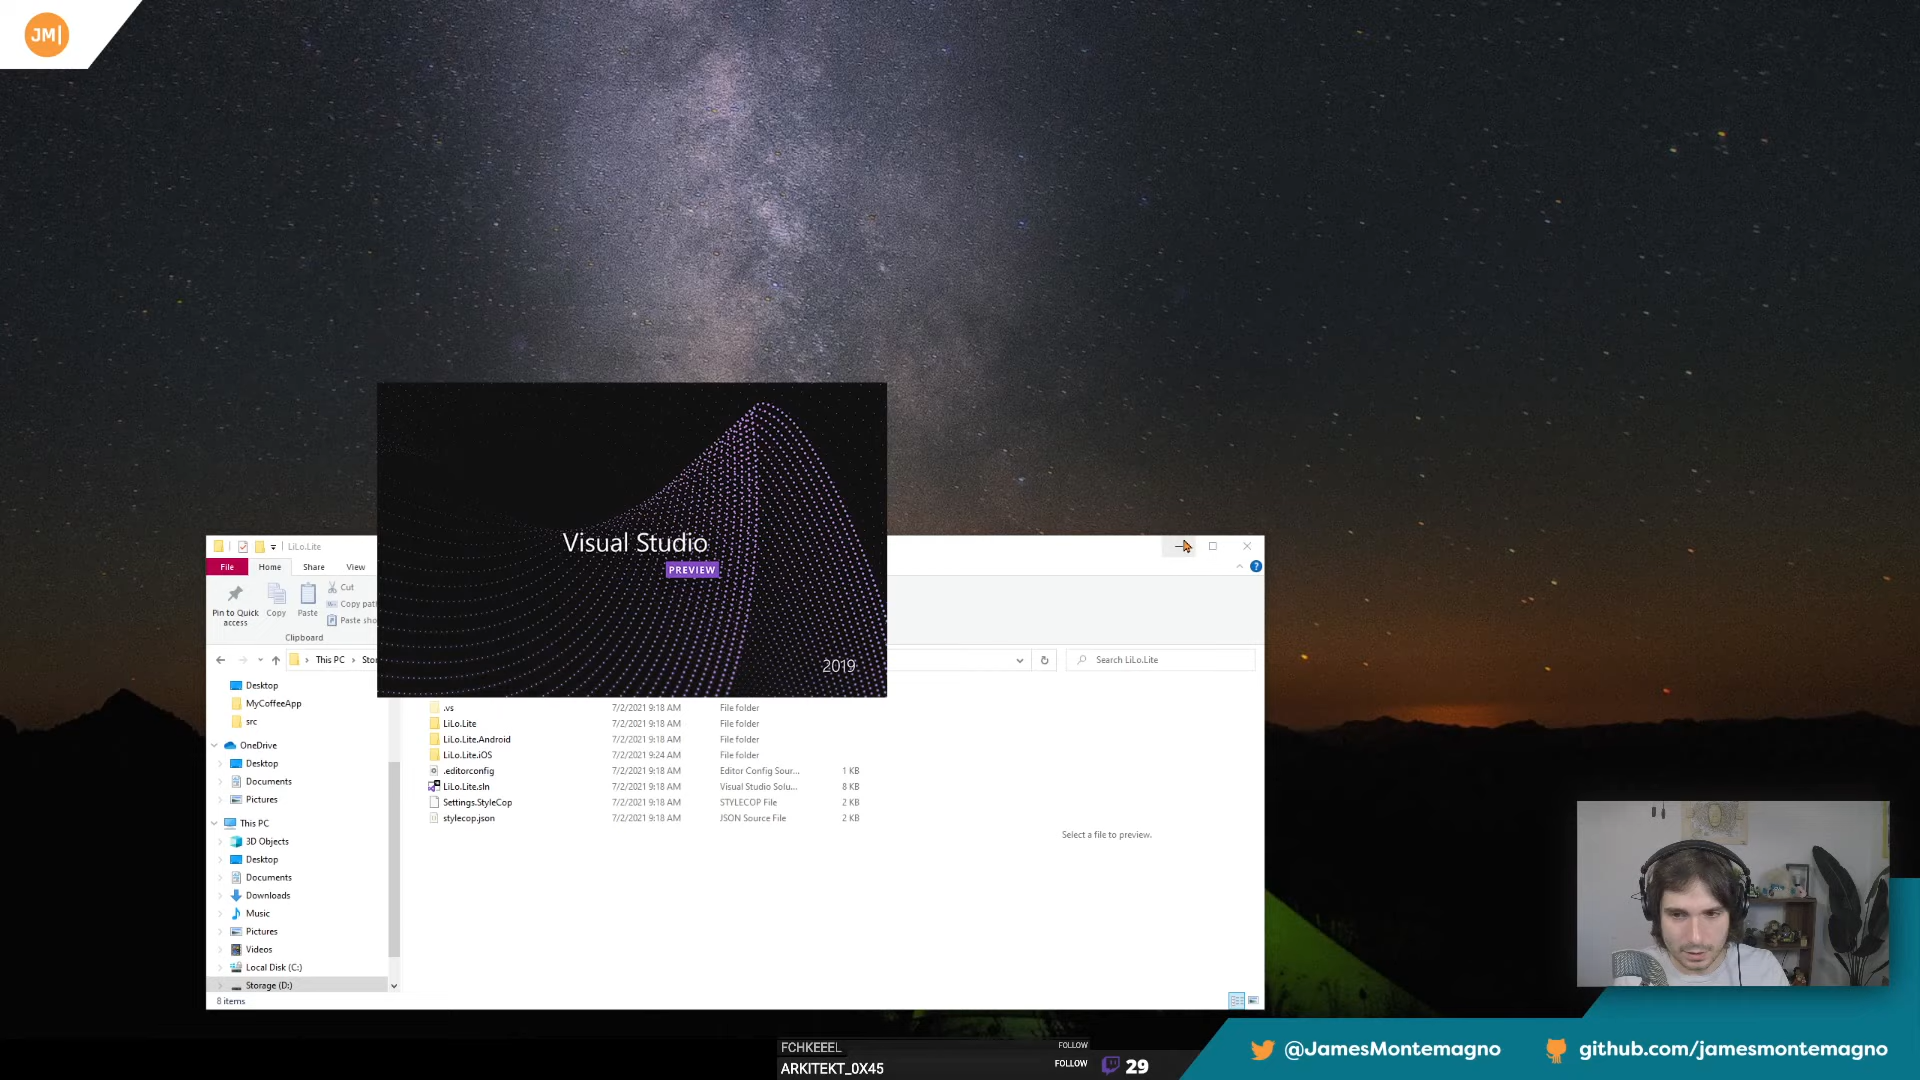 JM|
LiLo.Lite
File Home Share View
Pin to Quick access
Copy
Paste
Cut
Copy pat
Paste sho
Clipboard
Visual Studio
PREVIEW
2019
This PC
Sto
Search LiLo.Lite
Desktop
MyCoffeeApp
src
OneDrive
Desktop
Documents
Pictures
This PC
3D Objects
Desktop
Documents
Downloads
Music
Pictures
Videos
Local Disk (C:)
Storage (D:)
.vs 7/2/2021 9:18 AM File folder
LiLo.Lite 7/2/2021 9:18 AM File folder
LiLo.Lite.Android 7/2/2021 9:18 AM File folder
LiLo.Lite.iOS 7/2/2021 9:24 AM File folder
.editorconfig 7/2/2021 9:18 AM Editor Config Sour... 1 KB
LiLo.Lite.sln 7/2/2021 9:18 AM Visual Studio Solu... 8 KB
Settings.StyleCop 7/2/2021 9:18 AM STYLECOP File 2 KB
stylecop.json 7/2/2021 9:18 AM JSON Source File 2 KB
Select a file to preview.
8 items
FCHKEEEL FOLLOW
ARKITEKT_0X45 FOLLOW
29
@JamesMontemagno
github.com/jamesmontemagno